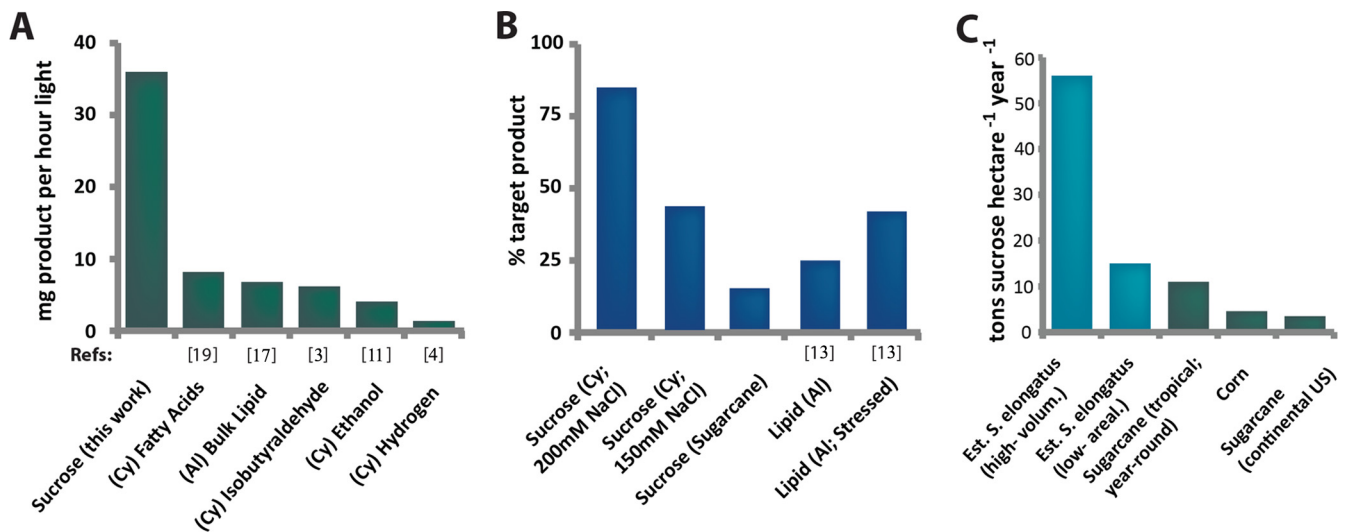 A
mg product per hour light
40
30
20
10
0
Refs:
[19]
[17]
[3]
[11]
[4]
Sucrose (this work)
(Cy) Fatty Acids
(Al) Bulk Lipid
(Cy) Isobutyraldehyde
(Cy) Ethanol
(Cy) Hydrogen
B
% target product
100
75
50
25
0
[13]
[13]
Sucrose (Cy;
200mM NaCl)
Sucrose (Cy;
150mM NaCl)
Sucrose (Sugarcane)
Lipid (Al)
Lipid (Al; Stressed)
C
tons sucrose hectare -1 year -1
60
50
40
30
20
10
0
Est. S. elongatus
(high- volum.)
Est. S. elongatus
(low- areal.)
Sugarcane (tropical;
year-round)
Corn
Sugarcane
(continental US)